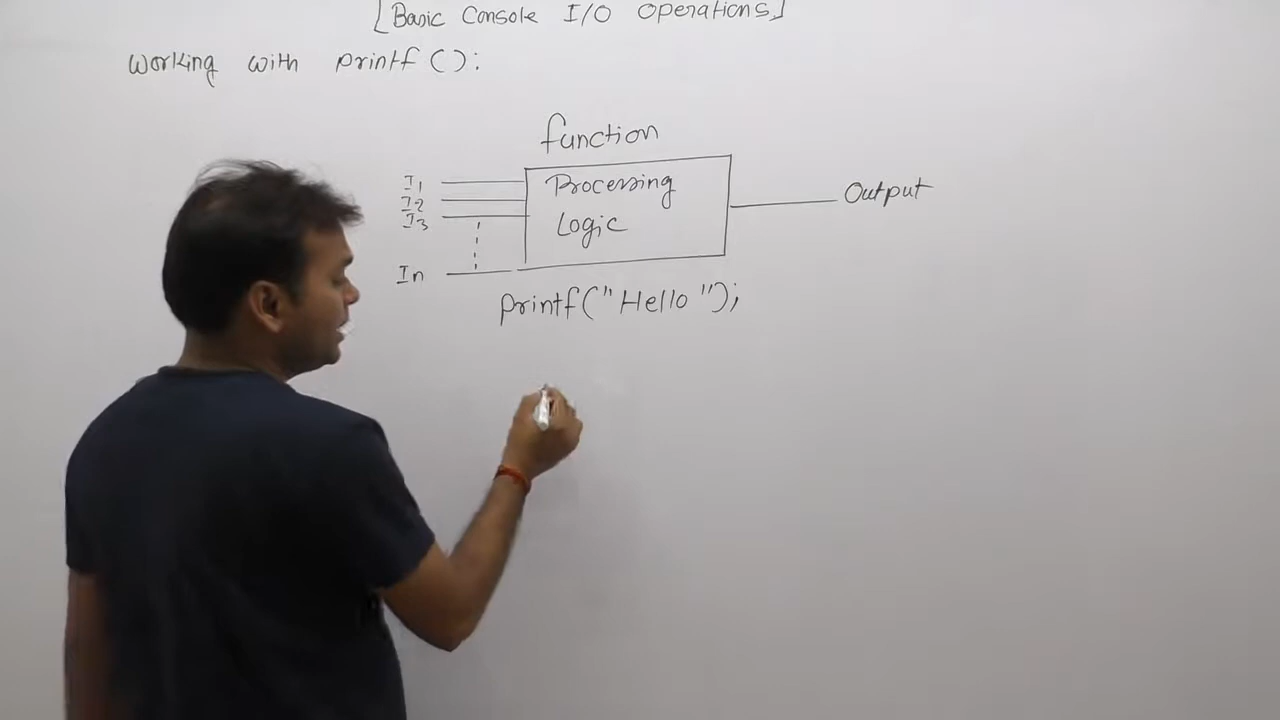 [Basic Console I/O Operations]
Working with printf():
function
I1
I2
I3
In
Processing
Logic
Output
printf("Hello");